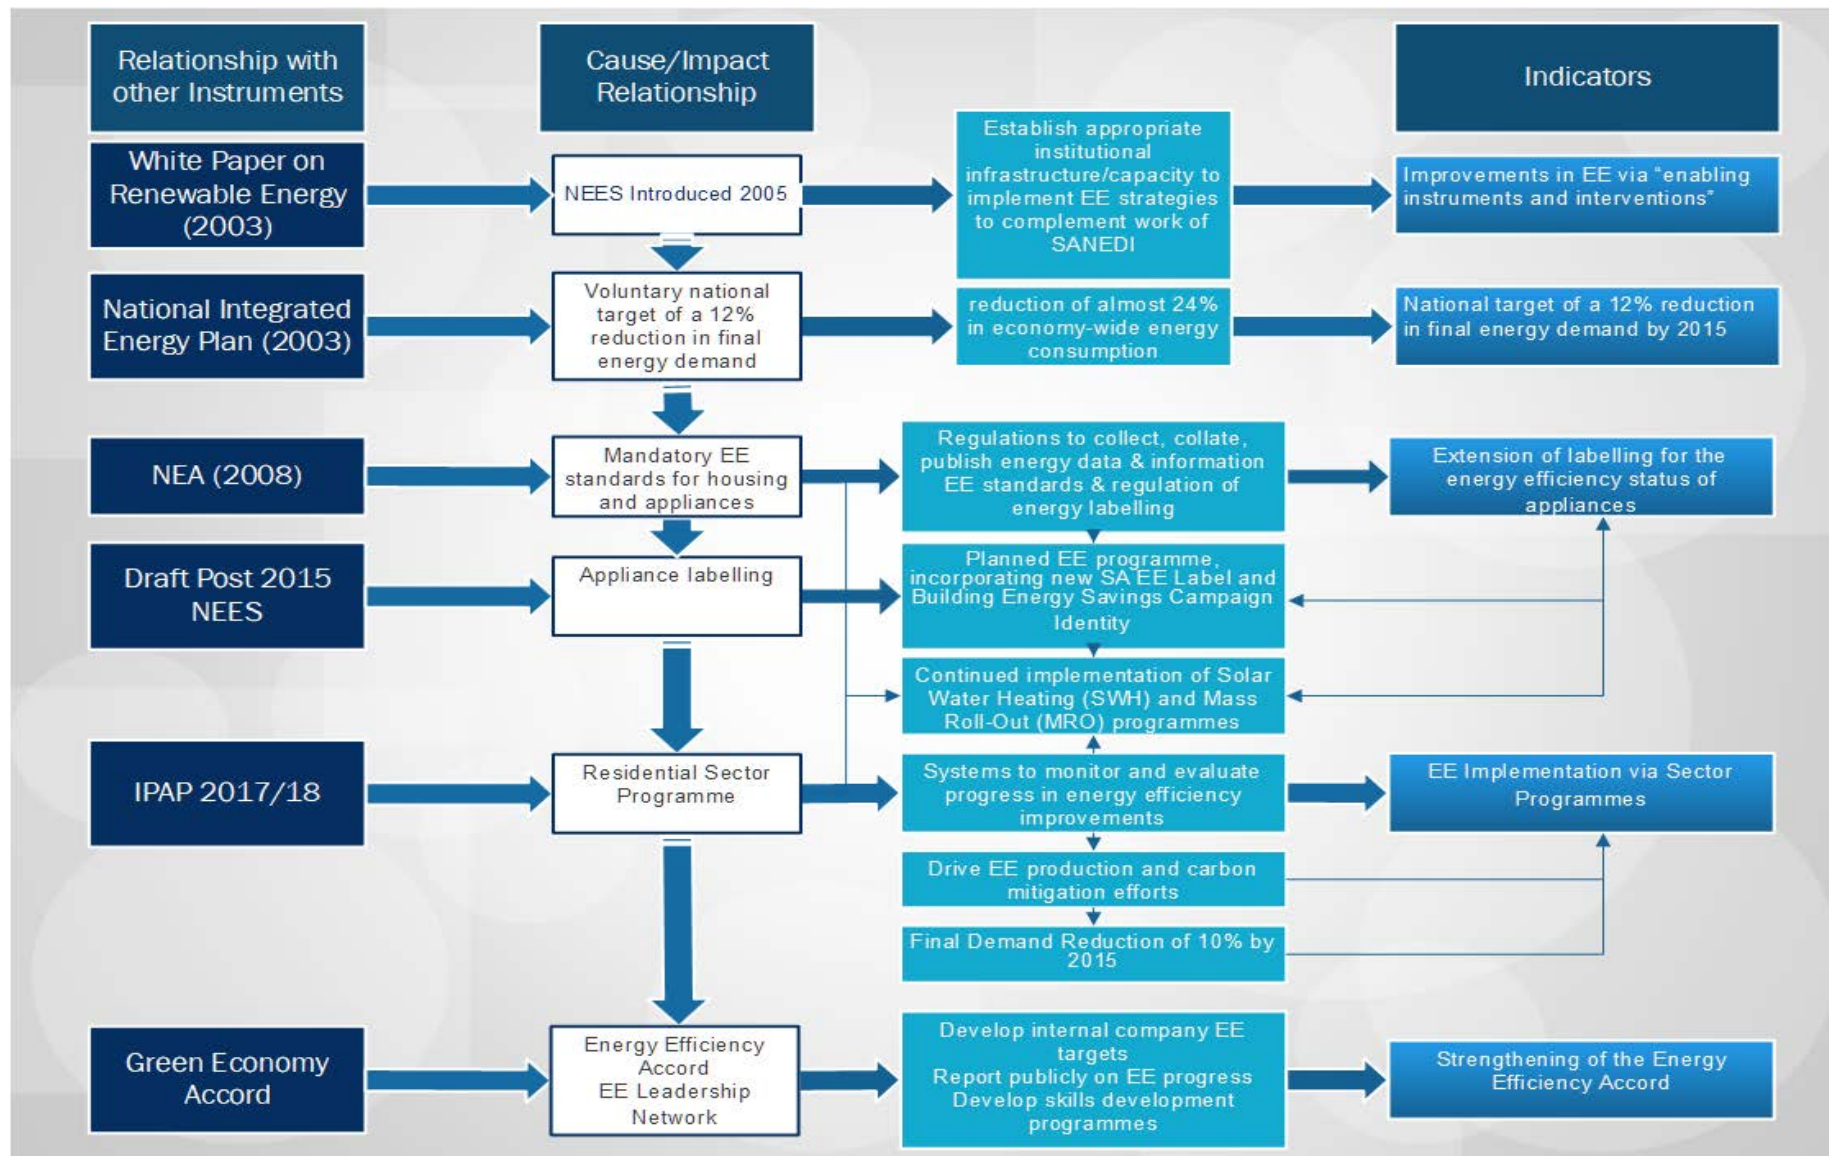 Relationship with
other Instruments
Cause/Impact
Relationship
Indicators
White Paper on
Renewable Energy
(2003)
NEES Introduced 2005
Establish appropriate
institutional
infrastructure/capacity to
implement EE strategies
to complement work of
SANEDI
Improvements in EE via “enabling
instruments and interventions”
National Integrated
Energy Plan (2003)
Voluntary national
target of a 12%
reduction in final
energy demand
reduction of almost 24%
in economy-wide energy
consumption
National target of a 12% reduction
in final energy demand by 2015
NEA (2008)
Mandatory EE
standards for housing
and appliances
Regulations to collect, collate,
publish energy data & information
EE standards & regulation of
energy labelling
Extension of labelling for the
energy efficiency status of
appliances
Draft Post 2015
NEES
Appliance labelling
Planned EE programme,
incorporating new SA EE Label and
Building Energy Savings Campaign
Identity
Continued implementation of Solar
Water Heating (SWH) and Mass
Roll-Out (MRO) programmes
IPAP 2017/18
Residential Sector
Programme
Systems to monitor and evaluate
progress in energy efficiency
improvements
EE Implementation via Sector
Programmes
Drive EE production and carbon
mitigation efforts
Final Demand Reduction of 10% by
2015
Green Economy
Accord
Energy Efficiency
Accord
EE Leadership
Network
Develop internal company EE
targets
Report publicly on EE progress
Develop skills development
programmes
Strengthening of the Energy
Efficiency Accord